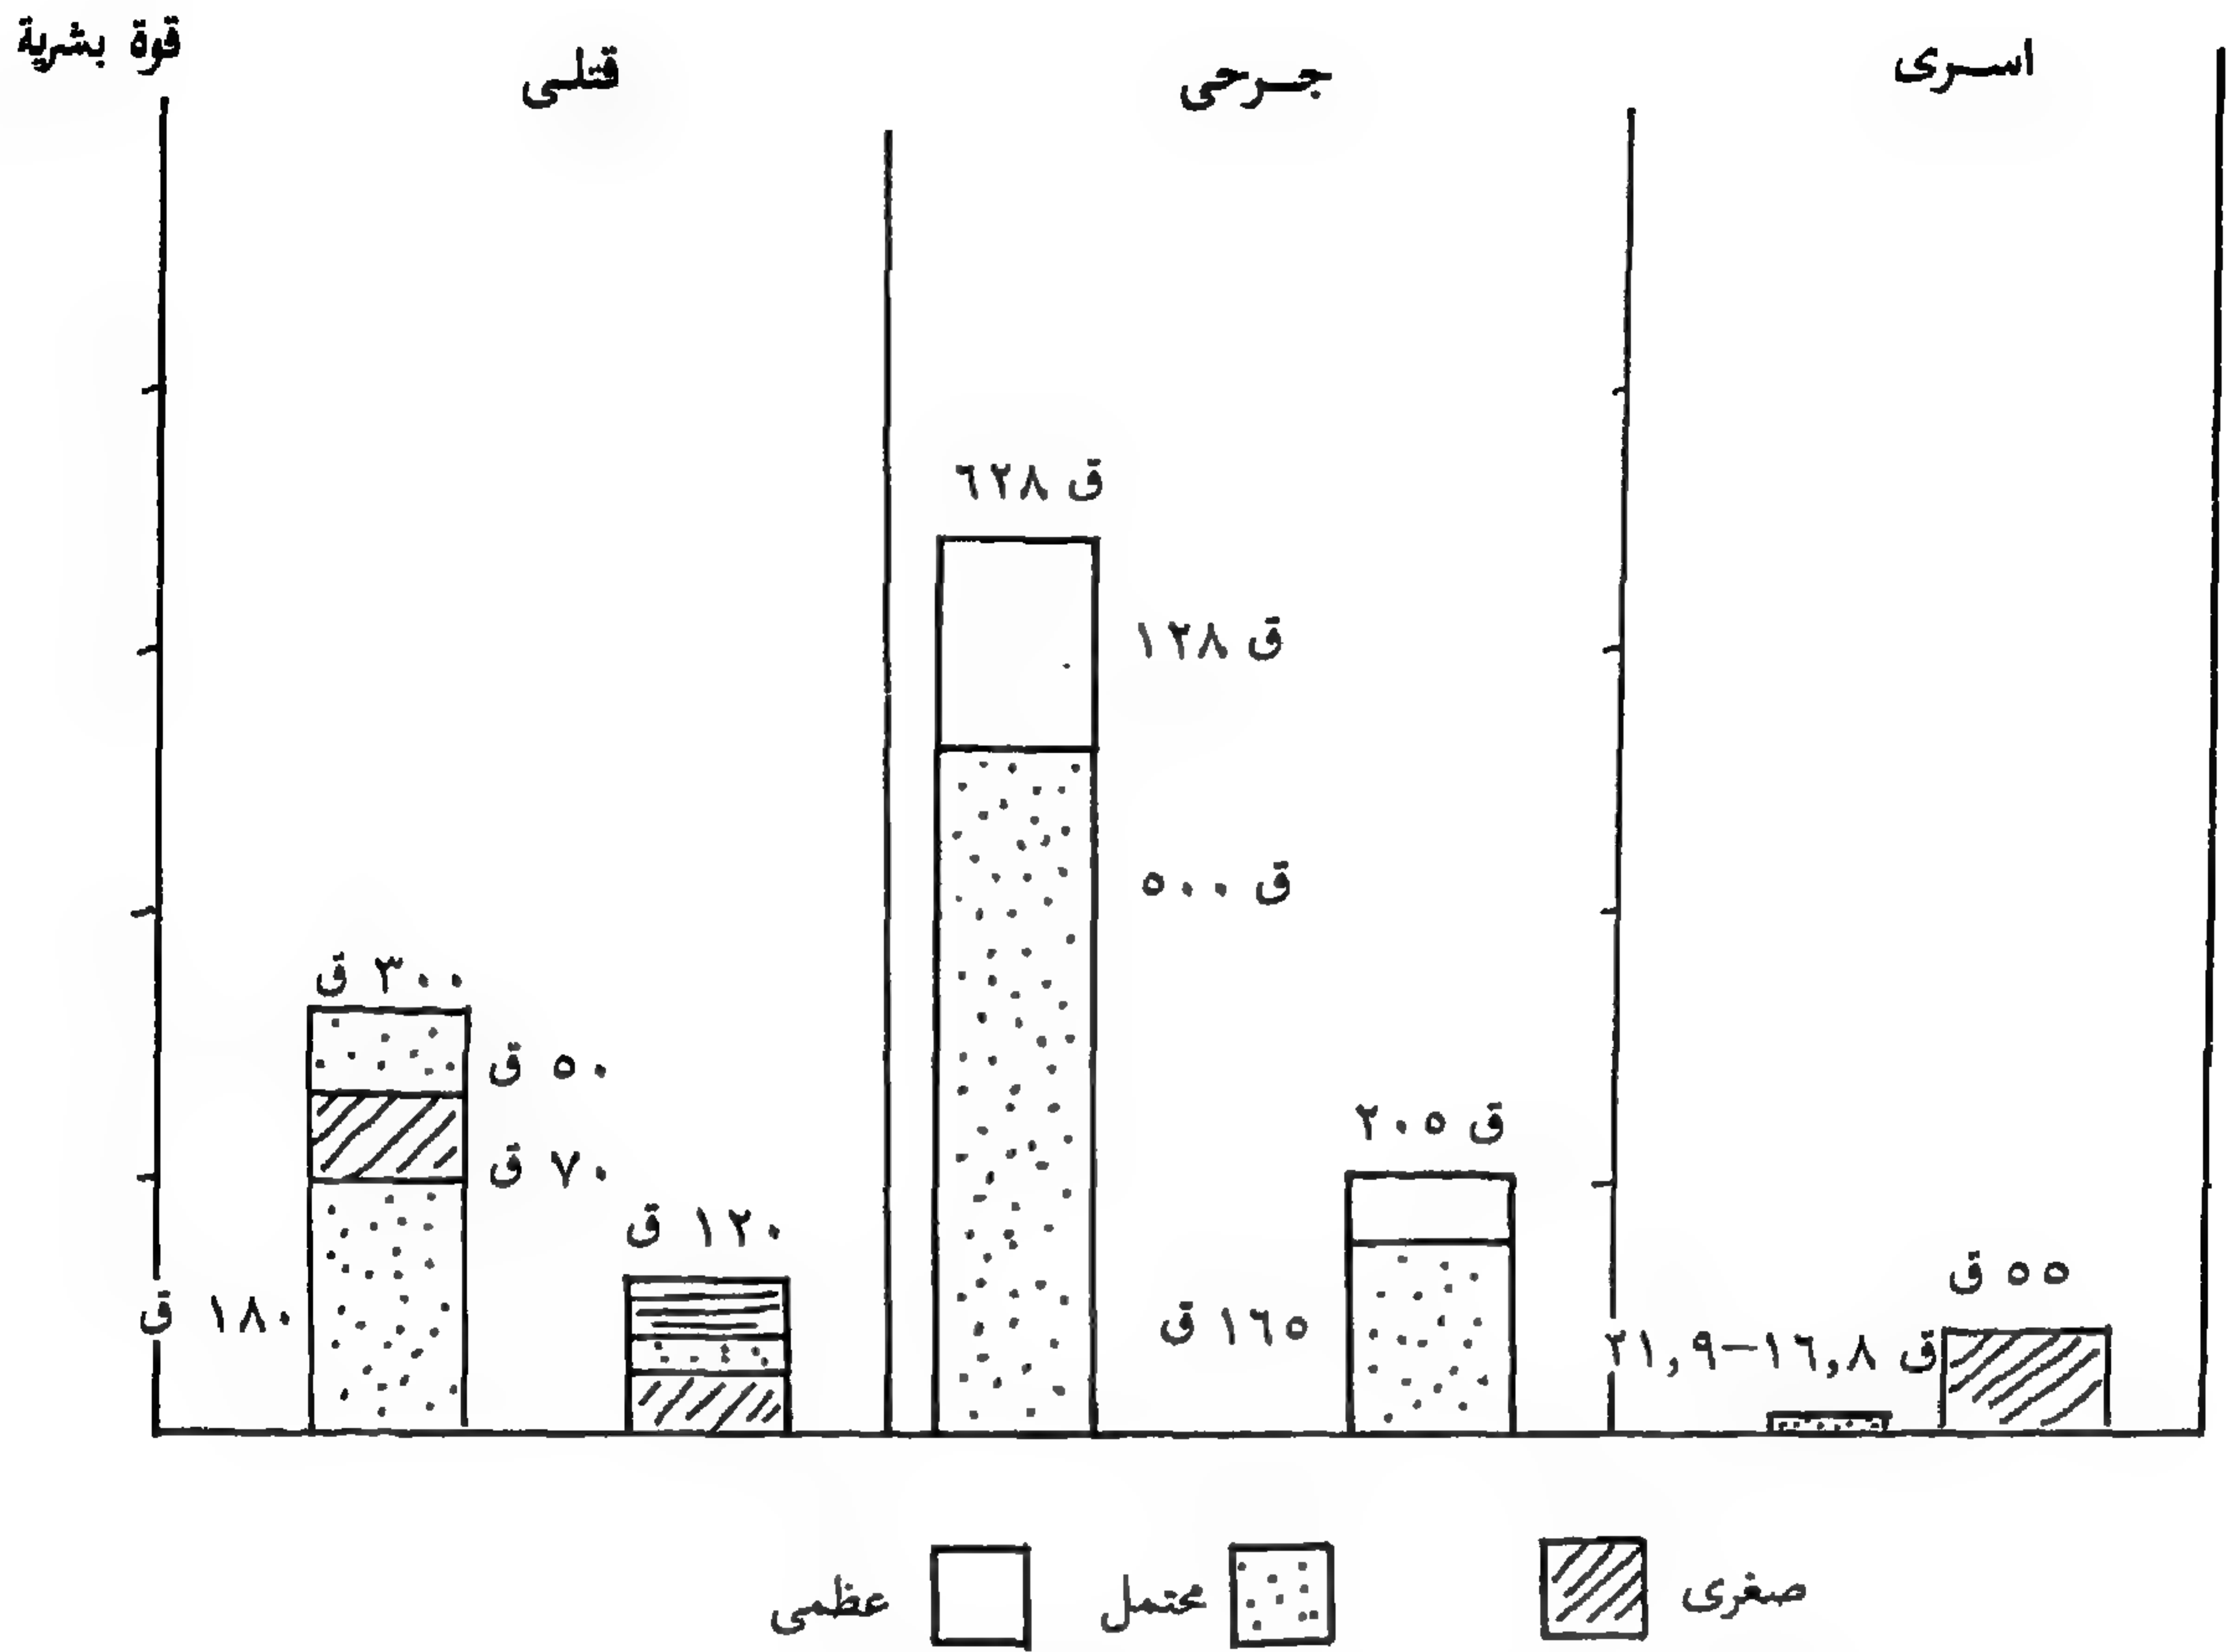 قوة بشرية
قتلى
جرحى
اسرى
٣٠٠ ق
٥٠ ق
٧٠ ق
١٨٠ ق
١٢٠ ق
٦٢٨ ق
١٢٨ ق
٥٠٠ ق
٢٠٥ ق
١٦٥ ق
٢١,٩–١٦,٨ ق
٥٥ ق
عظمى
محتمل
صغرى